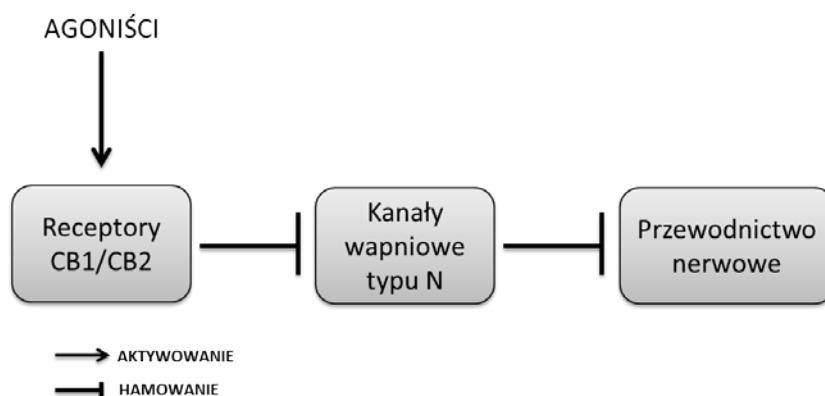 AGONIŚCI
Receptory
CB1/CB2
Kanały
wapniowe
typu N
Przewodnictwo
nerwowe
AKTYWOWANIE
HAMOWANIE